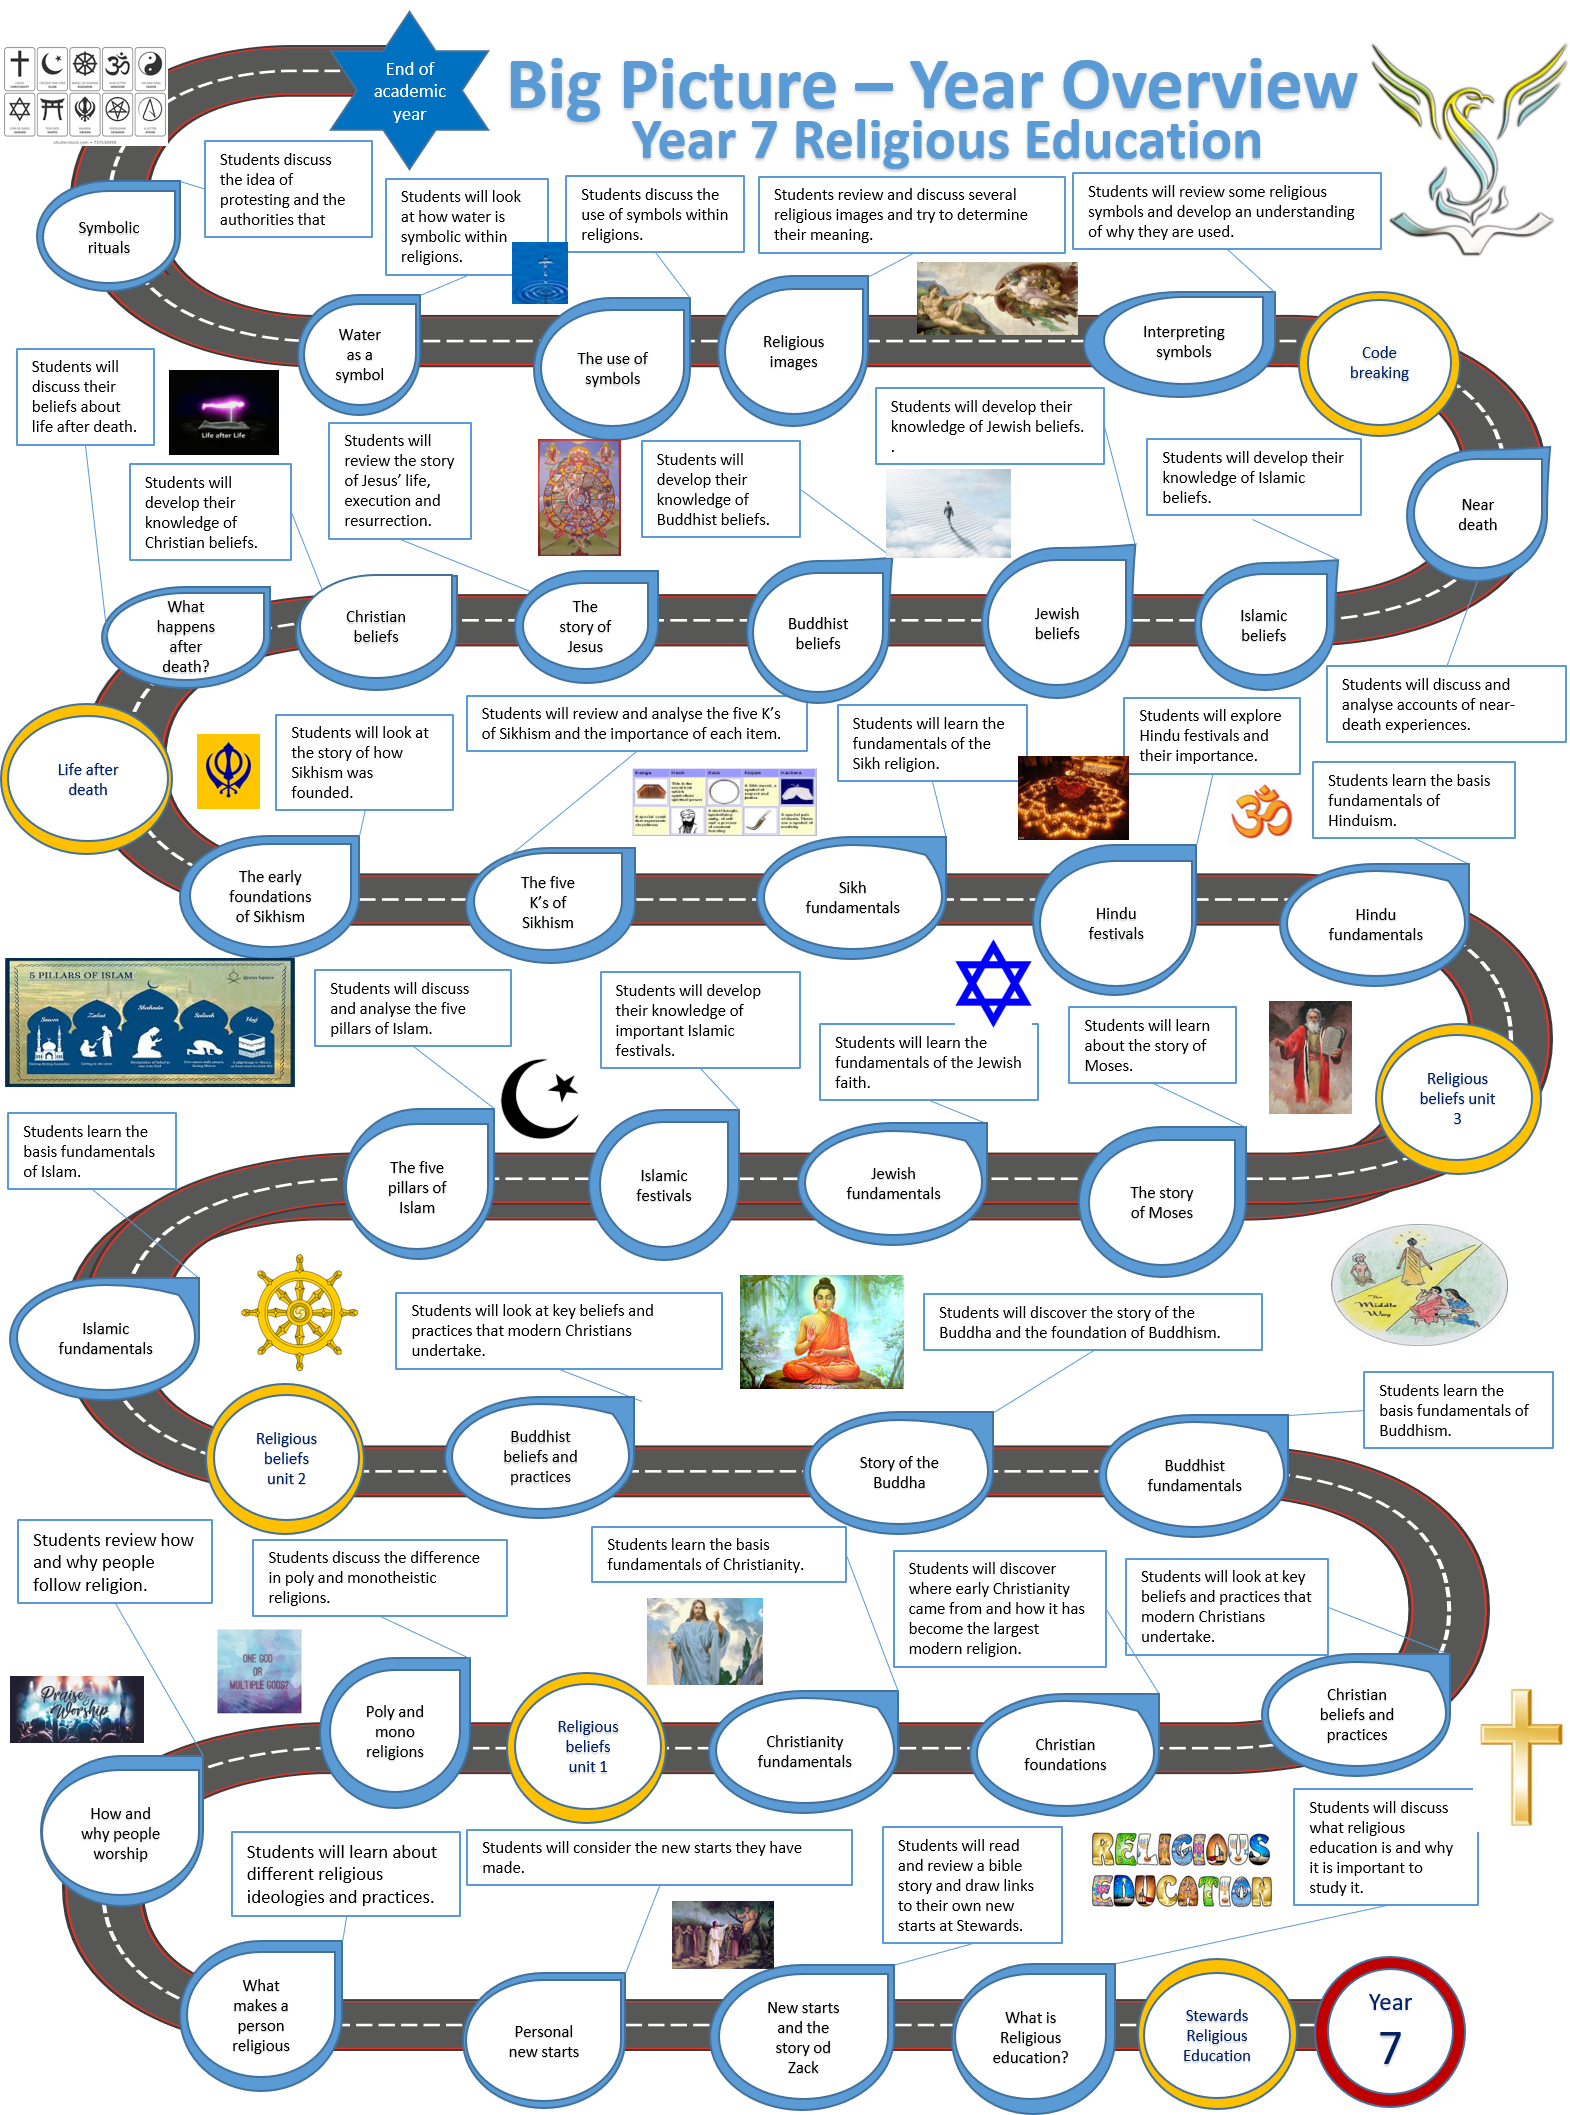 Big Picture – Year Overview
Year 7 Religious Education
End of
academic
year
Students discuss
the idea of
protesting and the
authorities that
Students will look
at how water is
symbolic within
religions.
Students discuss the
use of symbols within
religions.
Students review and discuss several
religious images and try to determine
their meaning.
Students will review some religious
symbols and develop an understanding
of why they are used.
Symbolic
rituals
Water
as a
symbol
The use of
symbols
Religious
images
Interpreting
symbols
Code
breaking
Students will
discuss their
beliefs about
life after death.
Life after Life
Students will
develop their
knowledge of
Christian beliefs.
Students will
review the story
of Jesus’ life,
execution and
resurrection.
Students will
develop their
knowledge of
Buddhist beliefs.
Students will develop their
knowledge of Jewish beliefs.
.
Students will develop their
knowledge of Islamic
beliefs.
Near
death
What
happens
after
death?
Christian
beliefs
The
story of
Jesus
Buddhist
beliefs
Jewish
beliefs
Islamic
beliefs
Students will discuss and
analyse accounts of near-
death experiences.
Life after
death
Students will look at
the story of how
Sikhism was
founded.
Students will review and analyse the five K’s
of Sikhism and the importance of each item.
Students will learn the
fundamentals of the
Sikh religion.
Students will explore
Hindu festivals and
their importance.
Students learn the basis
fundamentals of
Hinduism.
The early
foundations
of Sikhism
The five
K’s of
Sikhism
Sikh
fundamentals
Hindu
festivals
Hindu
fundamentals
5 PILLARS OF ISLAM
Sawm
Zakat
Shahada
Salaah
Hajj
Students will discuss
and analyse the five
pillars of Islam.
Students will develop
their knowledge of
important Islamic
festivals.
Students will learn the
fundamentals of the Jewish
faith.
Students will learn
about the story of
Moses.
Religious
beliefs unit
3
Students learn the
basis fundamentals
of Islam.
The five
pillars of
Islam
Islamic
festivals
Jewish
fundamentals
The story
of Moses
Islamic
fundamentals
Students will look at key beliefs and
practices that modern Christians
undertake.
Students will discover the story of the
Buddha and the foundation of Buddhism.
The
Middle
Way
Students learn the
basis fundamentals of
Buddhism.
Religious
beliefs
unit 2
Buddhist
beliefs and
practices
Story of the
Buddha
Buddhist
fundamentals
Students review how
and why people
follow religion.
Students discuss the difference
in poly and monotheistic
religions.
Students learn the basis
fundamentals of Christianity.
Students will discover
where early Christianity
came from and how it has
become the largest
modern religion.
Students will look at key
beliefs and practices that
modern Christians
undertake.
Praise &
Worship
ONE GOD
OR
MULTIPLE GODS?
Poly and
mono
religions
Religious
beliefs
unit 1
Christianity
fundamentals
Christian
foundations
Christian
beliefs and
practices
How and
why people
worship
Students will learn about
different religious
ideologies and practices.
Students will consider the new starts they have
made.
Students will read
and review a bible
story and draw links
to their own new
starts at Stewards.
RELIGIOUS
EDUCATION
Students will discuss
what religious
education is and why
it is important to
study it.
What
makes a
person
religious
Personal
new starts
New starts
and the
story od
Zack
What is
Religious
education?
Stewards
Religious
Education
Year
7